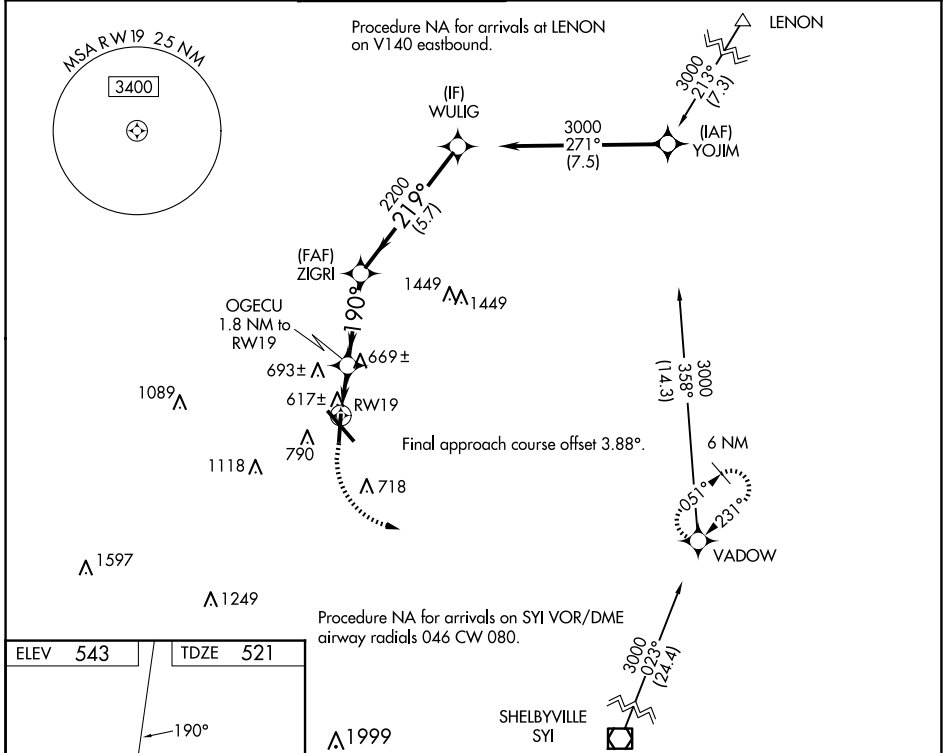 MSA RW19 25 NM
3400
Procedure NA for arrivals at LENON
on V140 eastbound.
LENON
3000
213°
(7.3)
(IF)
WULIG
3000
271°
(7.5)
(IAF)
YOJIM
2200
219°
(5.7)
(FAF)
ZIGRI
190°
1449
1449
OGECU
1.8 NM to
RW19
693±
669±
617±
RW19
1089
790
1118
718
Final approach course offset 3.88°.
3000
358°
(14.3)
6 NM
051°
231°
VADOW
1597
1249
Procedure NA for arrivals on SYI VOR/DME
airway radials 046 CW 080.
3000
023°
(24.4)
SHELBYVILLE
SYI
ELEV 543
TDZE 521
190°
1999